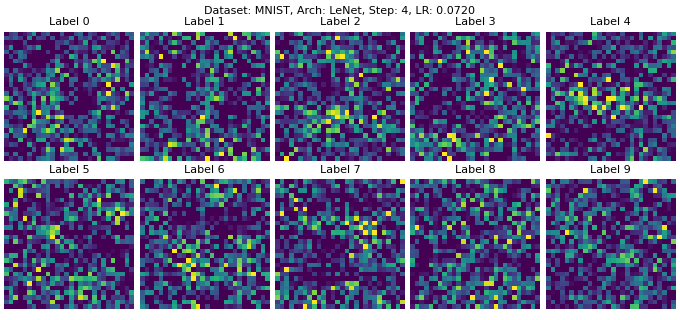 Dataset: MNIST, Arch: LeNet, Step: 4, LR: 0.0720
Label 0
Label 1
Label 2
Label 3
Label 4
Label 5
Label 6
Label 7
Label 8
Label 9